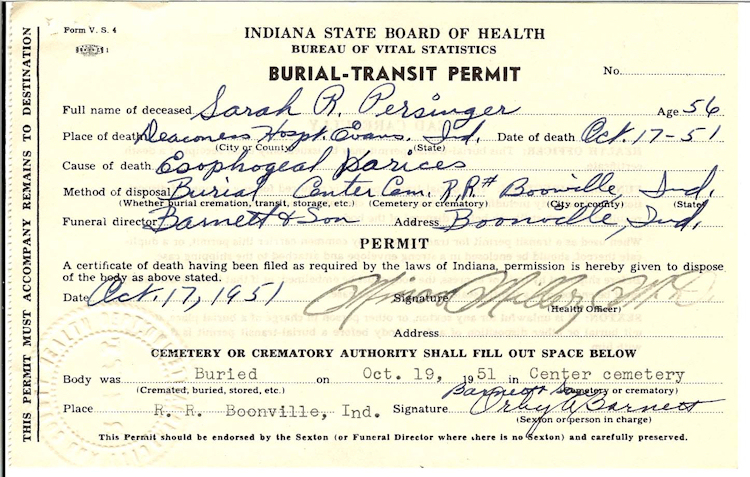 Form V. S. 4
INDIANA STATE BOARD OF HEALTH
BUREAU OF VITAL STATISTICS
BURIAL-TRANSIT PERMIT
No.
Full name of deceased Sarah R. Persinger Age 56
Place of death Deaconess Hospt. Evans. Ind. Date of death Oct. 17-51
(City or County) (State)
Cause of death Esophogeal Varices
Method of disposal Burial Center Cem. R.R# Boonville, Ind.
(Whether burial cremation, transit, storage, etc.) (Cemetery or crematory) (City or county) (State)
Funeral director Barnett & Son Address Boonville, Ind.
PERMIT
A certificate of death having been filed as required by the laws of Indiana, permission is hereby given to dispose
of the body as above stated.
Date Oct. 17, 1951 Signature Miller
(Health Officer)
Address
CEMETERY OR CREMATORY AUTHORITY SHALL FILL OUT SPACE BELOW
Body was Buried on Oct. 19, 1951 in Center cemetery
(Cremated, buried, stored, etc.) (Cemetery or crematory)
Barnett & Son
Place R. R. Boonville, Ind. Signature Orby W Barnett
(Sexton or person in charge)
This Permit should be endorsed by the Sexton (or Funeral Director where there is no Sexton) and carefully preserved.
THIS PERMIT MUST ACCOMPANY REMAINS TO DESTINATION